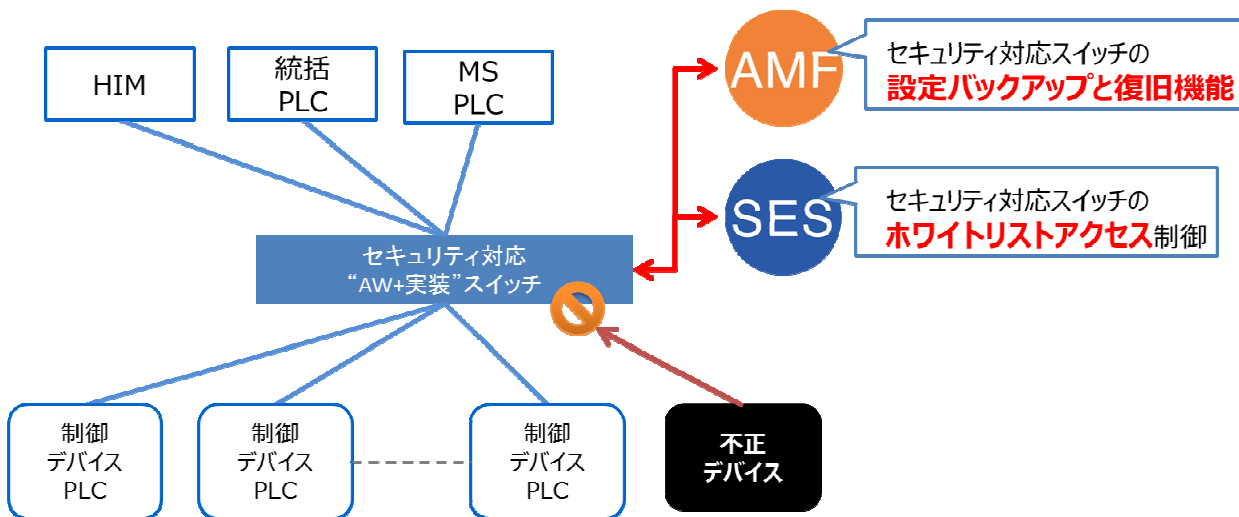 HIM
統括
PLC
MS
PLC
AMF
セキュリティ対応スイッチの
設定バックアップと復旧機能
SES
セキュリティ対応スイッチの
ホワイトリストアクセス制御
セキュリティ対応
“AW+実装”スイッチ
制御
デバイス
PLC
制御
デバイス
PLC
制御
デバイス
PLC
不正
デバイス